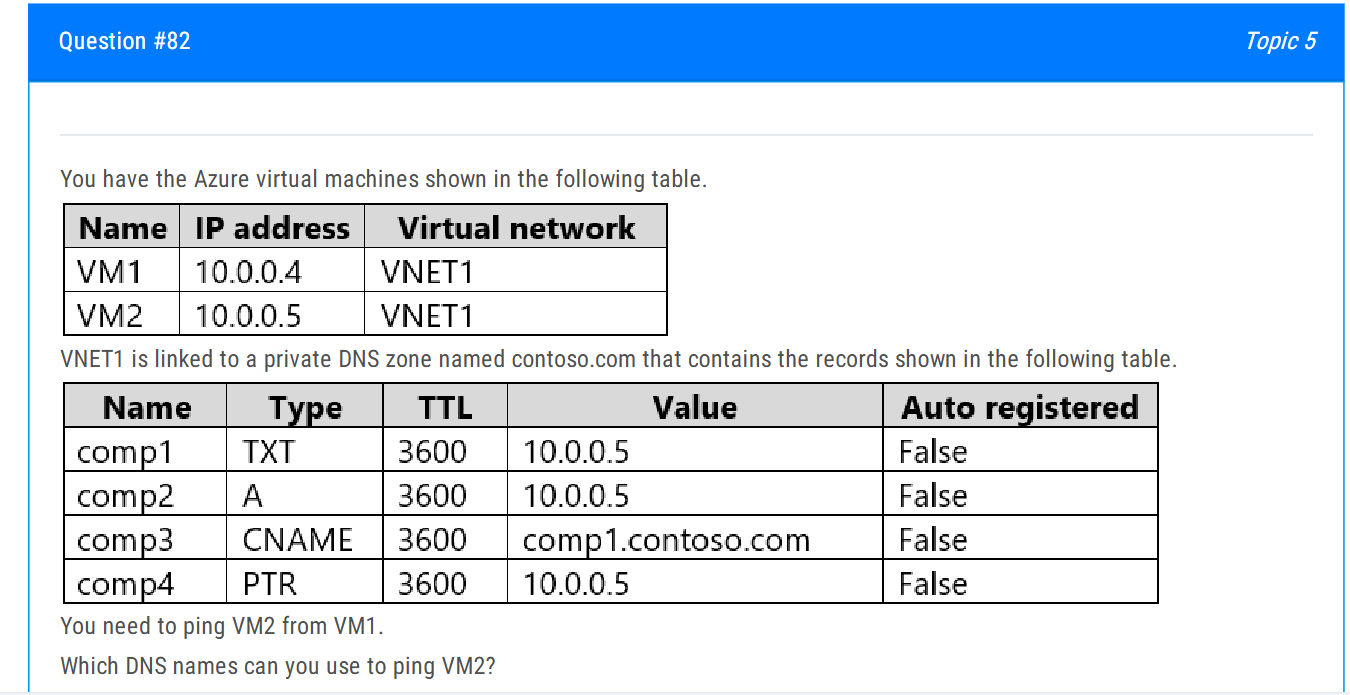 Question #82 Topic 5
You have the Azure virtual machines shown in the following table.
Name IP address Virtual network
VM1 10.0.0.4 VNET1
VM2 10.0.0.5 VNET1
VNET1 is linked to a private DNS zone named contoso.com that contains the records shown in the following table.
Name Type TTL Value Auto registered
comp1 TXT 3600 10.0.0.5 False
comp2 A 3600 10.0.0.5 False
comp3 CNAME 3600 comp1.contoso.com False
comp4 PTR 3600 10.0.0.5 False
You need to ping VM2 from VM1.
Which DNS names can you use to ping VM2?